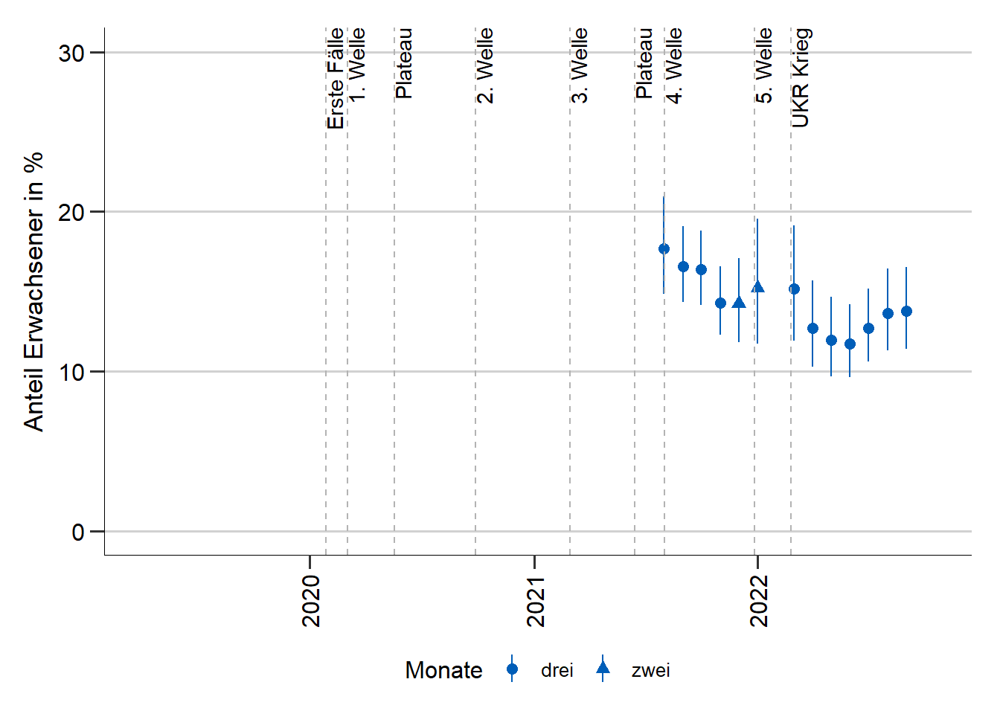 Erste Fälle
1. Welle
Plateau
2. Welle
3. Welle
Plateau
4. Welle
5. Welle
UKR Krieg
Anteil Erwachsener in %
30
20
10
0
2020
2021
2022
Monate drei zwei